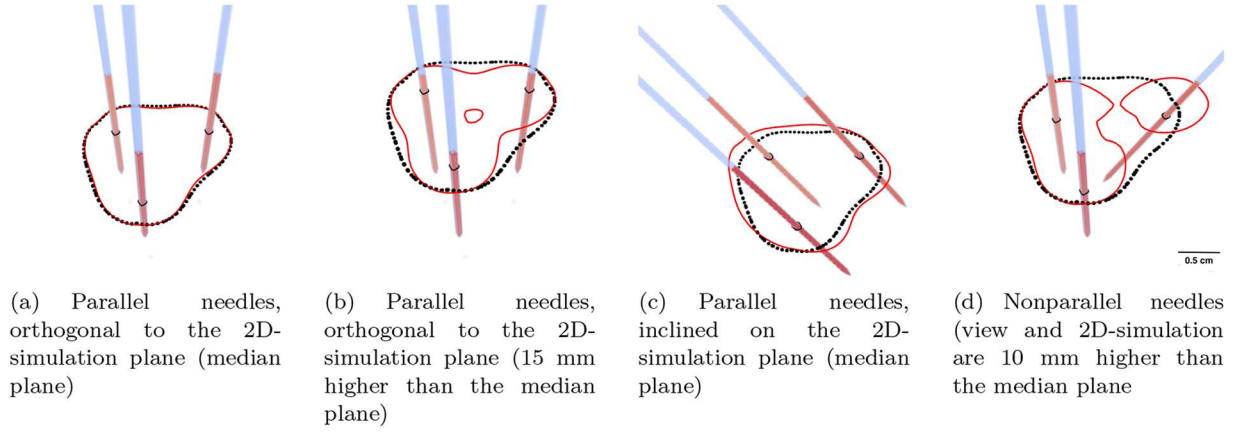 0.5 cm
(a) Parallel needles,
orthogonal to the 2D-
simulation plane (median
plane)
(b) Parallel needles,
orthogonal to the 2D-
simulation plane (15 mm
higher than the median
plane)
(c) Parallel needles,
inclined on the 2D-
simulation plane (median
plane)
(d) Nonparallel needles
(view and 2D-simulation
are 10 mm higher than
the median plane